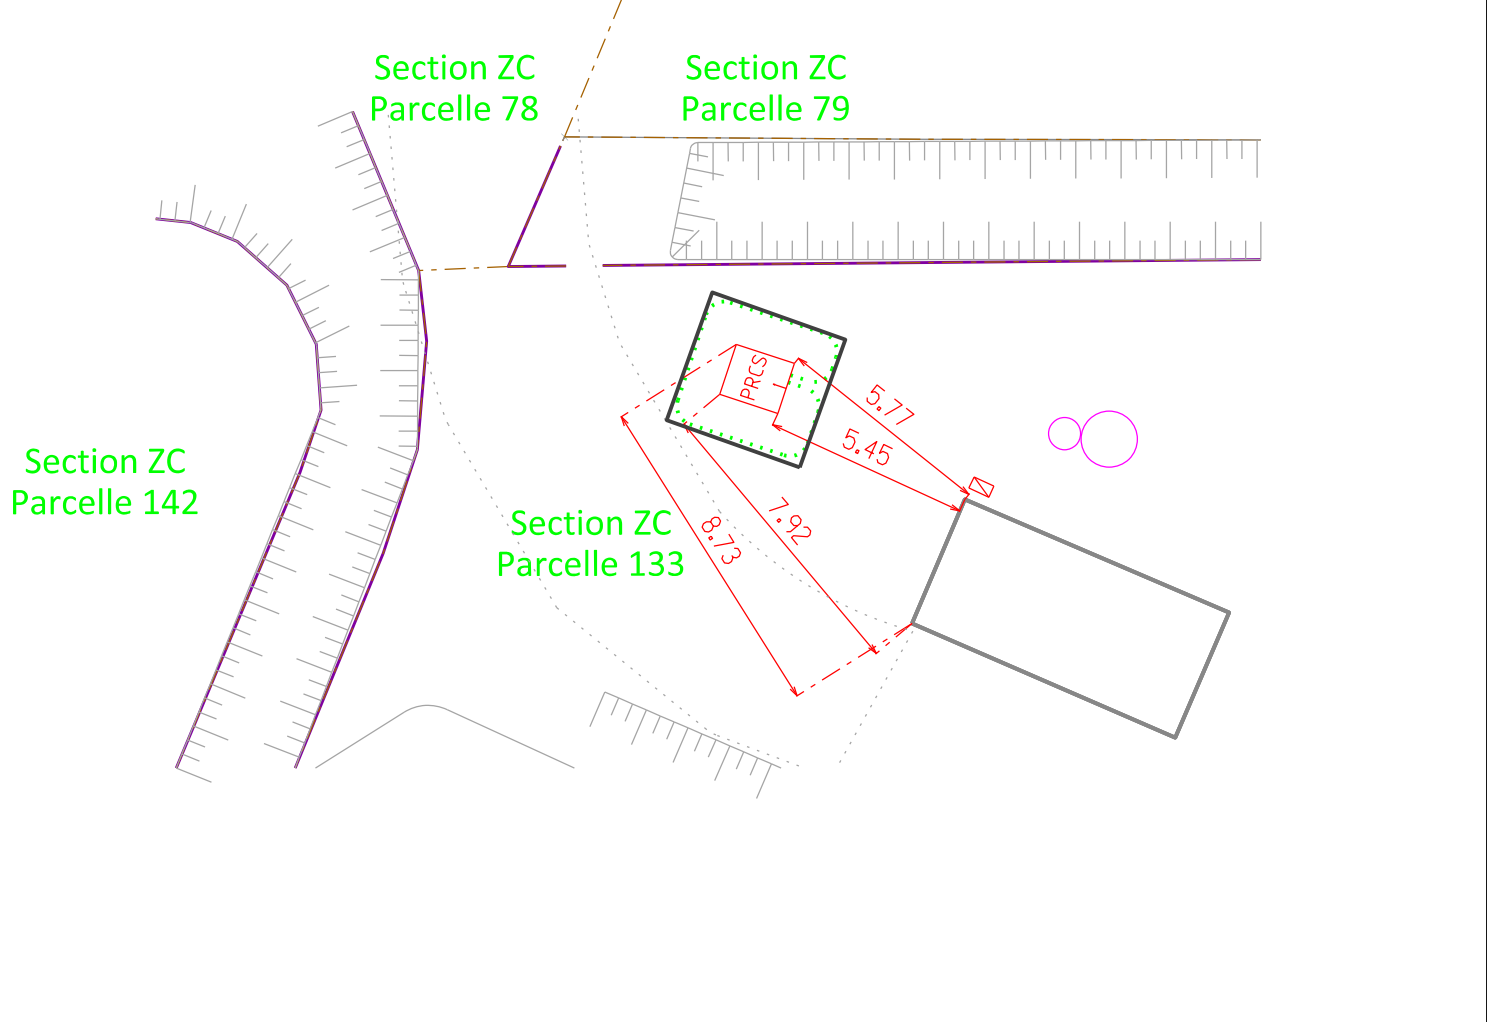 Section ZC
Parcelle 78
Section ZC
Parcelle 79
PRCS
5.77
5.45
Section ZC
Parcelle 142
Section ZC
Parcelle 133
7.92
8.73